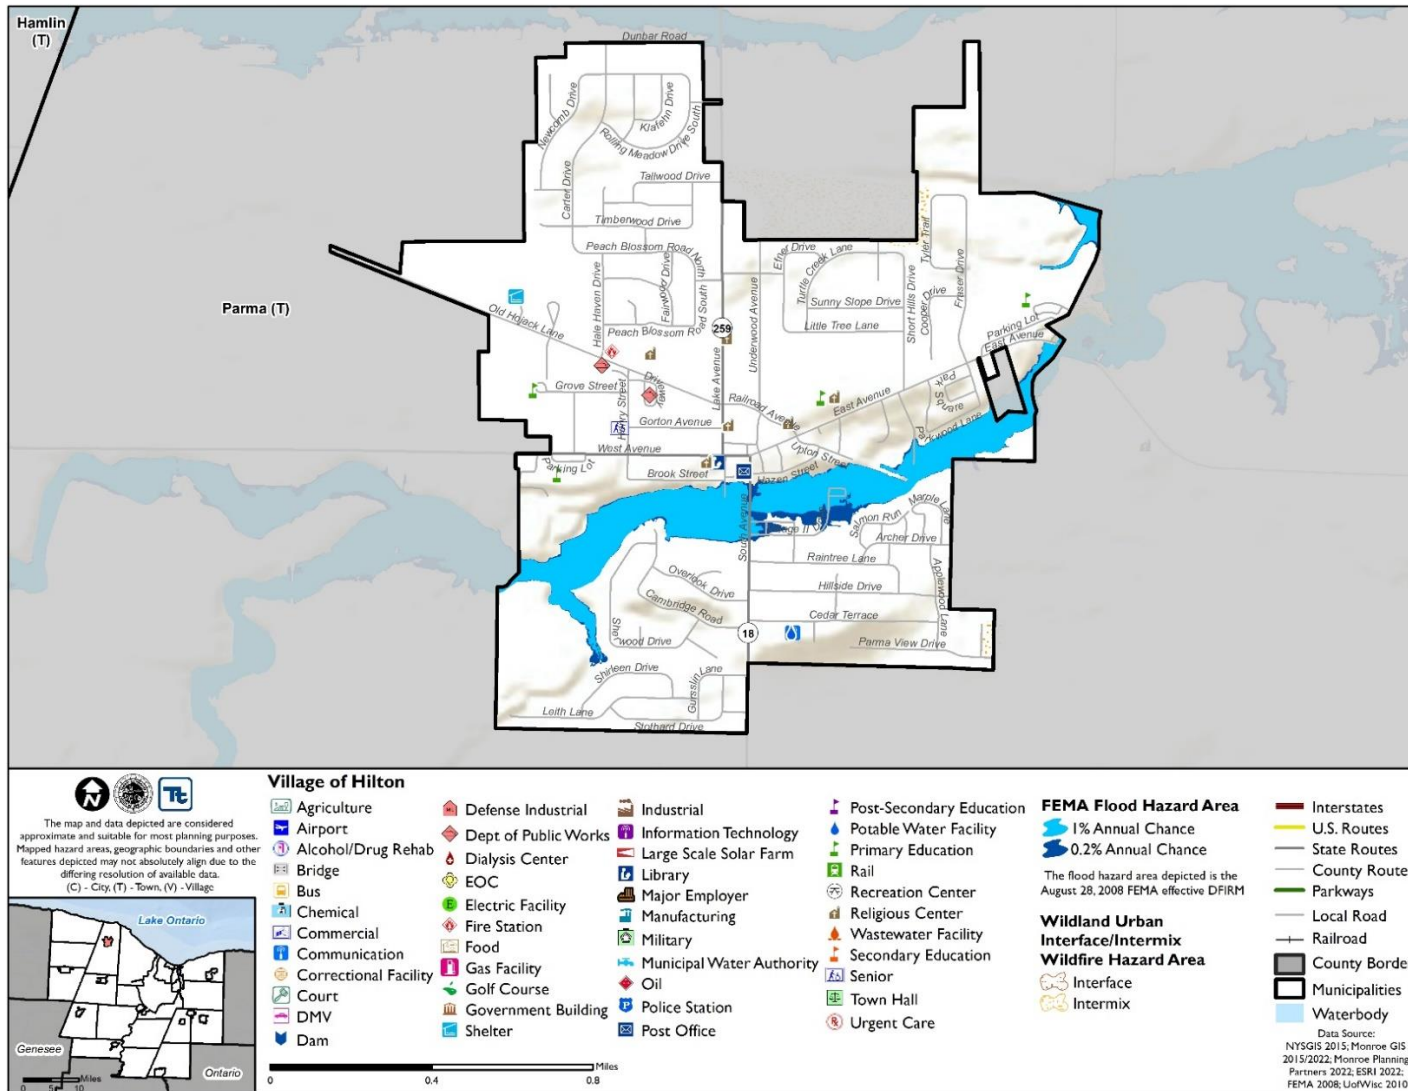 Hamlin
(T)
Dunbar Road
Newcomb Drive
Klafehn Drive
Rolling Meadow Drive South
Tallwood Drive
Carter Drive
Timberwood Drive
Peach Blossom Road North
Efner Drive
Turtle Creek Lane
Tyler Trail
Fraser Drive
Hale Haven Drive
Fairwood Drive
Road South
Underwood Avenue
Sunny Slope Drive
Short Hills Drive
Cooper Drive
Parma (T)
Old Hojack Lane
Peach Blossom Road
259
Little Tree Lane
Parking Lot
East Avenue
Grove Street
Henry Street
Lake Avenue
Railroad Avenue
East Avenue
Park Square
Gorton Avenue
West Avenue
Upton Street
Parkwood Lane
Parking Lot
Brook Street
Hazen Street
South Avenue
Salmon Run
Marple Lane
Archer Drive
Raintree Lane
Overlook Drive
Hillside Drive
Applewood Lane
Cambridge Road
Cedar Terrace
Sherwood Drive
18
Parma View Drive
Shirleen Drive
Gursslin Lane
Leith Lane
Stothard Drive
N
Tt
The map and data depicted are considered
approximate and suitable for most planning purposes.
Mapped hazard areas, geographic boundaries and other
features depicted may not absolutely align due to the
differing resolution of available data.
(C) - City, (T) - Town, (V) - Village
Lake Ontario
Genesee
Ontario
0 5 10 Miles
Village of Hilton
Agriculture
Airport
Alcohol/Drug Rehab
Bridge
Bus
Chemical
Commercial
Communication
Correctional Facility
Court
DMV
Dam
Defense Industrial
Dept of Public Works
Dialysis Center
EOC
Electric Facility
Fire Station
Food
Gas Facility
Golf Course
Government Building
Shelter
Industrial
Information Technology
Large Scale Solar Farm
Library
Major Employer
Manufacturing
Military
Municipal Water Authority
Oil
Police Station
Post Office
Post-Secondary Education
Potable Water Facility
Primary Education
Rail
Recreation Center
Religious Center
Wastewater Facility
Secondary Education
Senior
Town Hall
Urgent Care
Miles
0 0.4 0.8
FEMA Flood Hazard Area
1% Annual Chance
0.2% Annual Chance
The flood hazard area depicted is the
August 28, 2008 FEMA effective DFIRM
Wildland Urban
Interface/Intermix
Wildfire Hazard Area
Interface
Intermix
Interstates
U.S. Routes
State Routes
County Route
Parkways
Local Road
Railroad
County Borde
Municipalities
Waterbody
Data Source:
NYSGIS 2015; Monroe GIS
2015/2022; Monroe Planning
Partners 2022; ESRI 2022;
FEMA 2008; UofWisc 2010